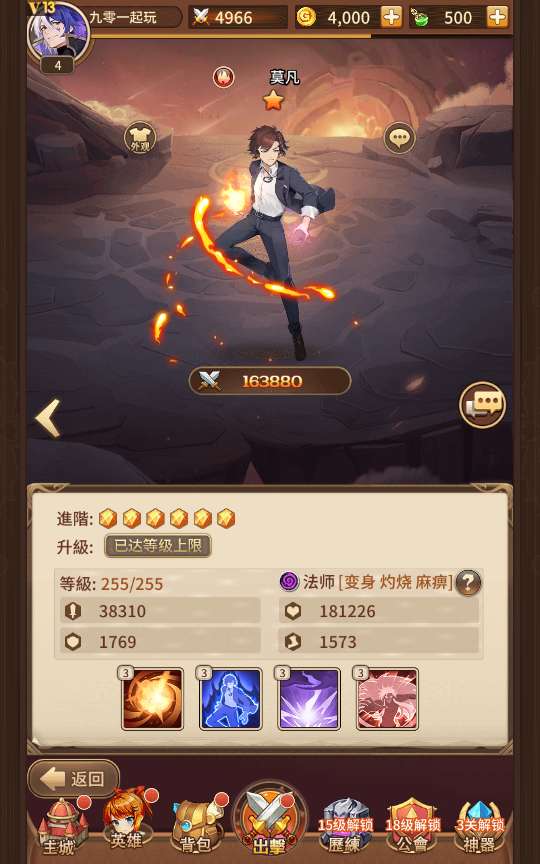 V13
九零一起玩
4966
G
4,000
500
4
莫凡
外观
163880
進階:
升級: 已达等级上限
等級: 255/255
法师 [变身 灼烧 麻痹]
?
38310
181226
1769
1573
3
3
3
3
返回
15级解锁
18级解锁
3关解锁
主城
英雄
背包
出擊
歷練
公會
神器